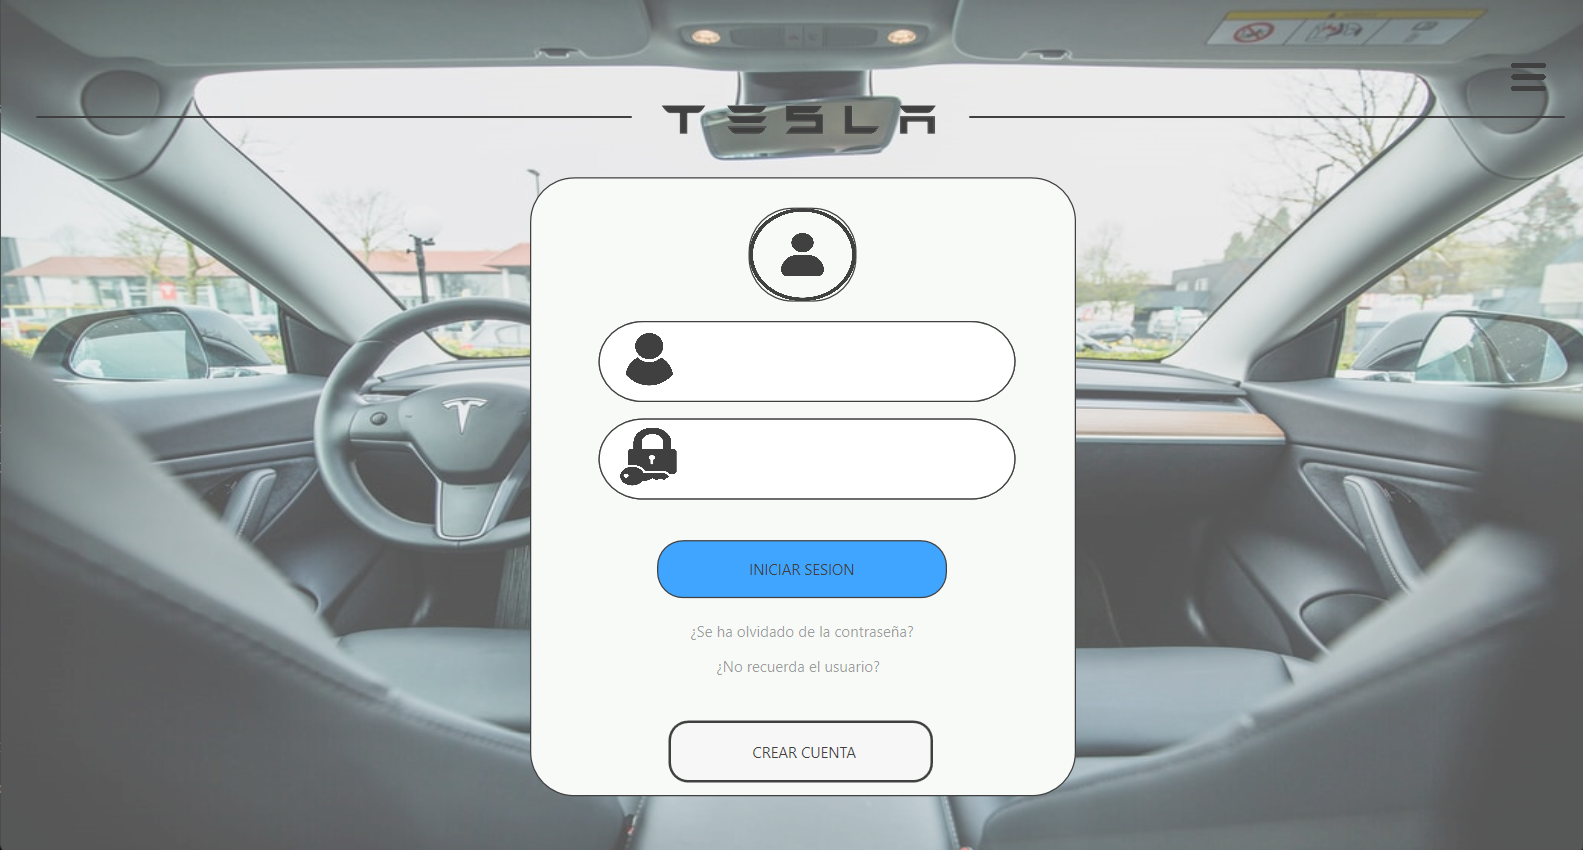 TESLA
INICIAR SESION
¿Se ha olvidado de la contraseña?
¿No recuerda el usuario?
CREAR CUENTA